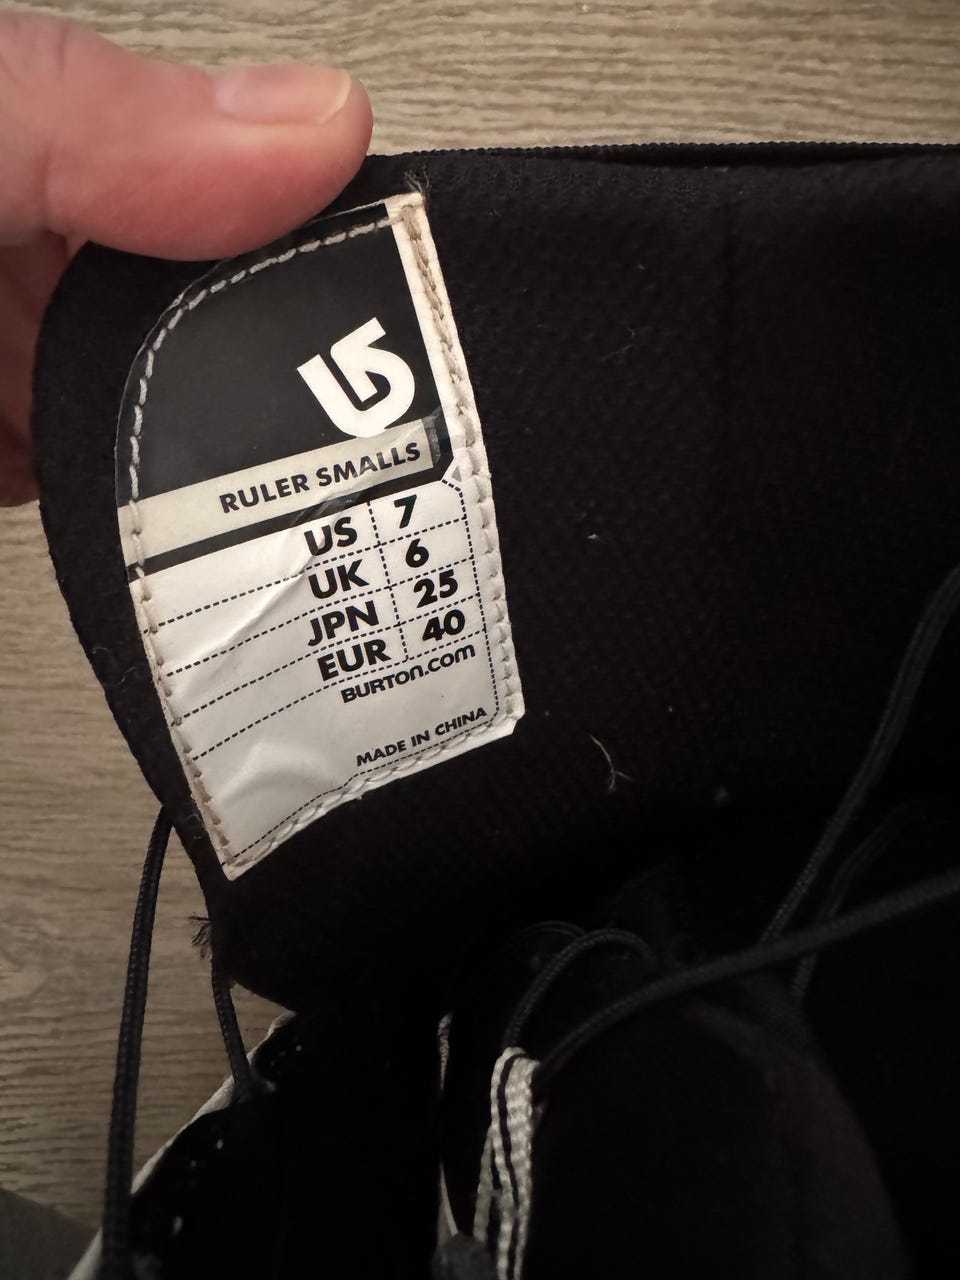 RULER SMALLS
US 7
UK 6
JPN 25
EUR 40
BURTON.COM
MADE IN CHINA